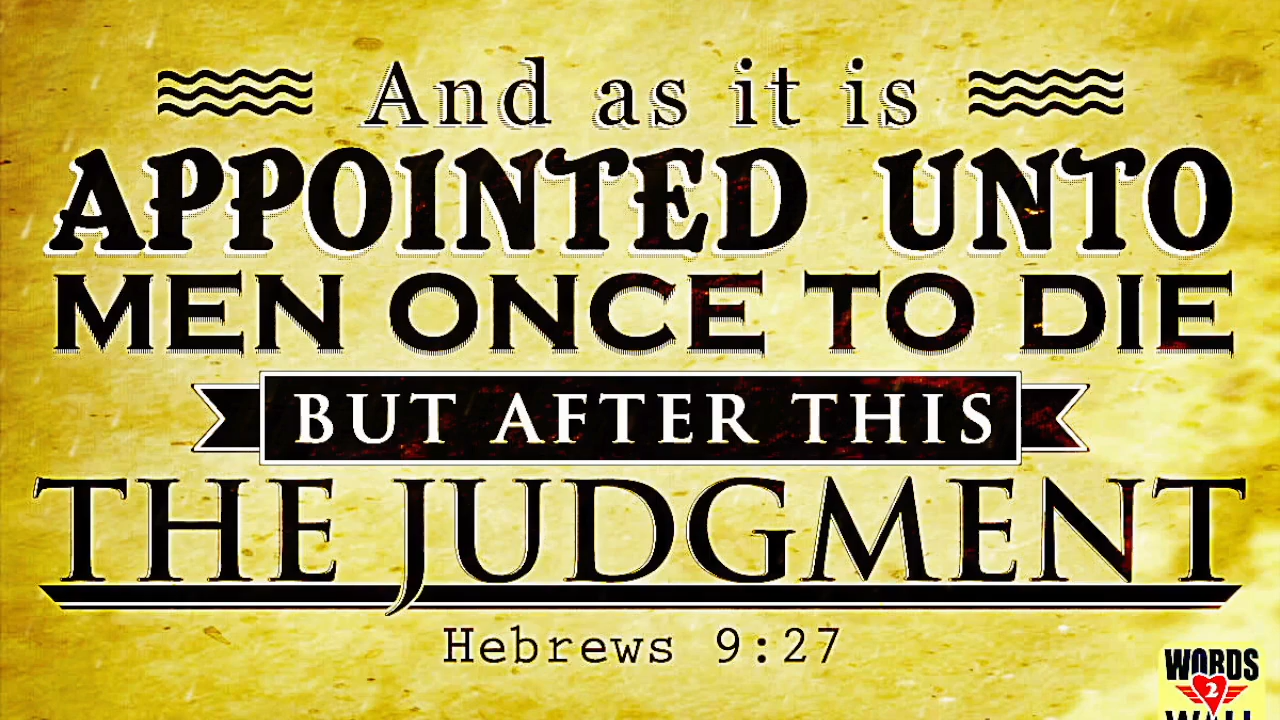 And as it is
APPOINTED UNTO
MEN ONCE TO DIE
BUT AFTER THIS
THE JUDGMENT
Hebrews 9:27
WORDS
2
WALL